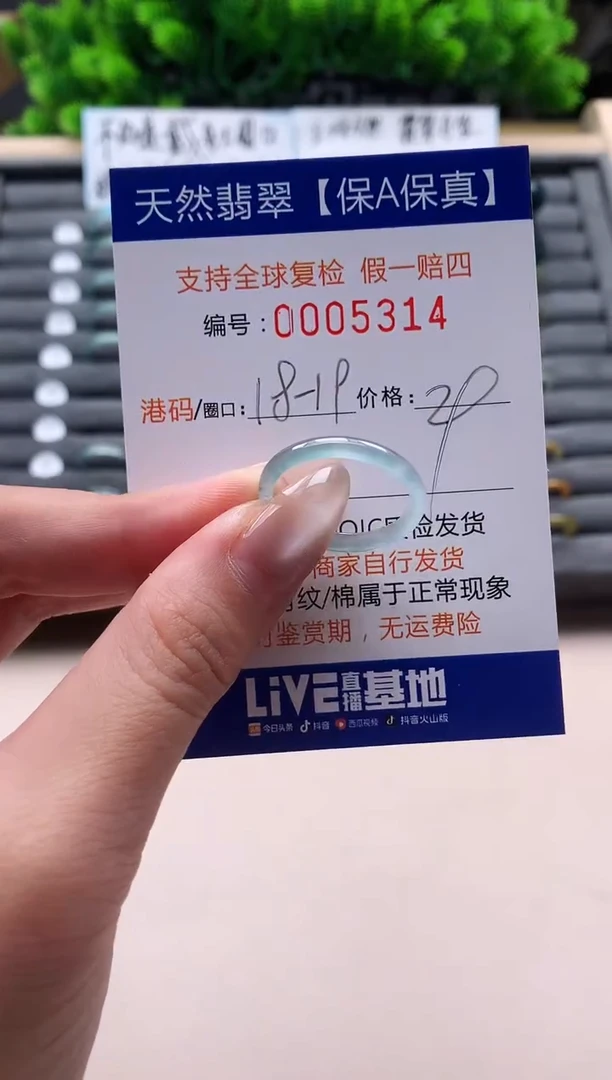 天然翡翠【保A保真】
支持全球复检 假一赔四
编号:0005314
港码/圈口:18-19 价格:29
检发货
商家自行发货
纹/棉属于正常现象
鉴赏期,无运费险
LiVE直播基地
今日头条 抖音 西瓜视频 抖音火山版